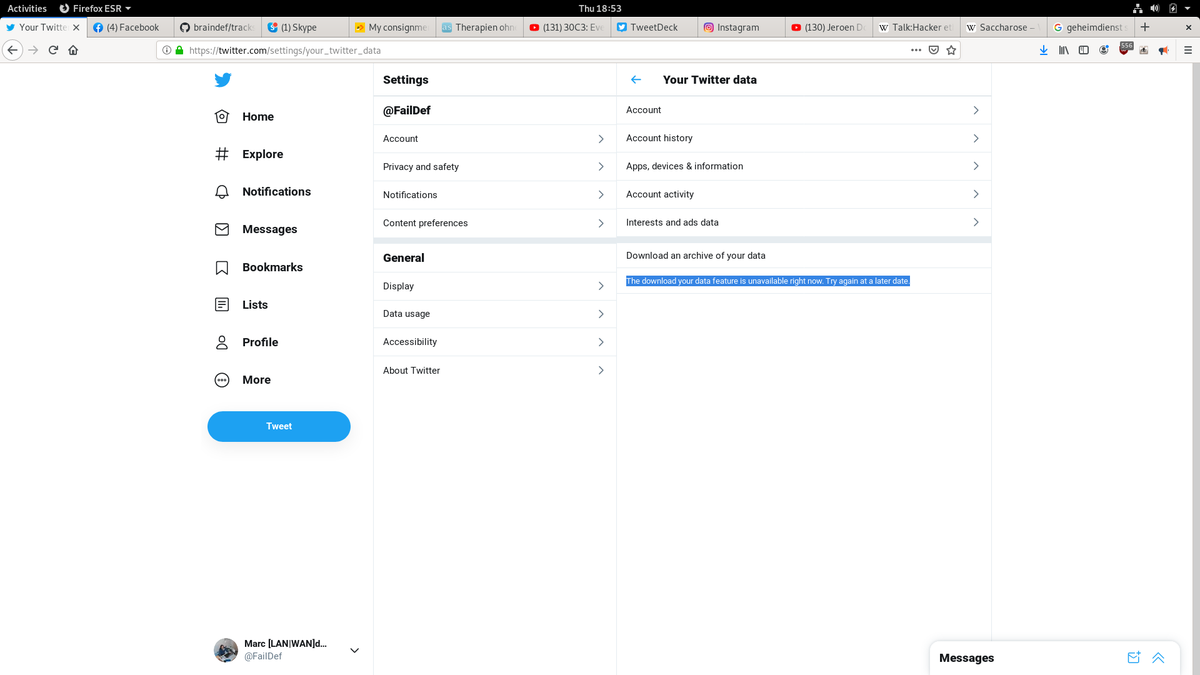 Activities Firefox ESR Thu 18:53
Your Twitte (4) Facebook braindef/track (1) Skype My consignme Therapien ohn (131) 30C3: Eve TweetDeck Instagram (130) Jeroen D Talk:Hacker et Saccharose – geheimdienst
https://twitter.com/settings/your_twitter_data
556
Home
Explore
Notifications
Messages
Bookmarks
Lists
Profile
More
Tweet
Marc [LAN|WAN]d...
@FailDef
Settings
@FailDef
Account
Privacy and safety
Notifications
Content preferences
General
Display
Data usage
Accessibility
About Twitter
Your Twitter data
Account
Account history
Apps, devices & information
Account activity
Interests and ads data
Download an archive of your data
The download your data feature is unavailable right now. Try again at a later date.
Messages